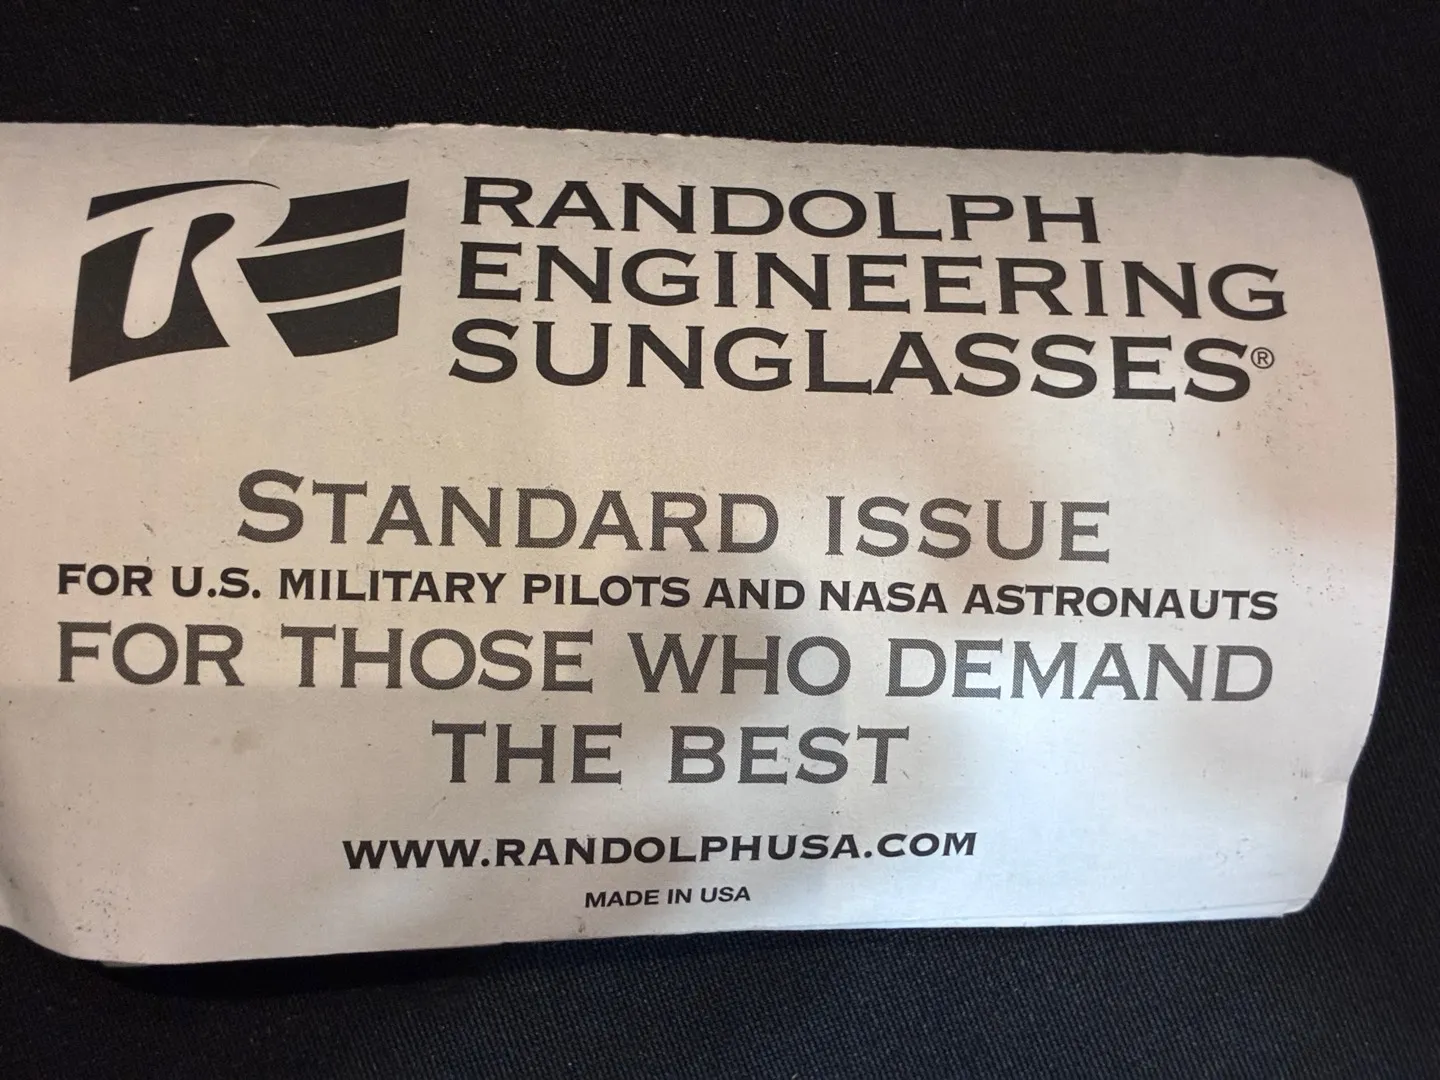 RE
RANDOLPH
ENGINEERING
SUNGLASSES®
STANDARD ISSUE
FOR U.S. MILITARY PILOTS AND NASA ASTRONAUTS
FOR THOSE WHO DEMAND
THE BEST
WWW.RANDOLPHUSA.COM
MADE IN USA